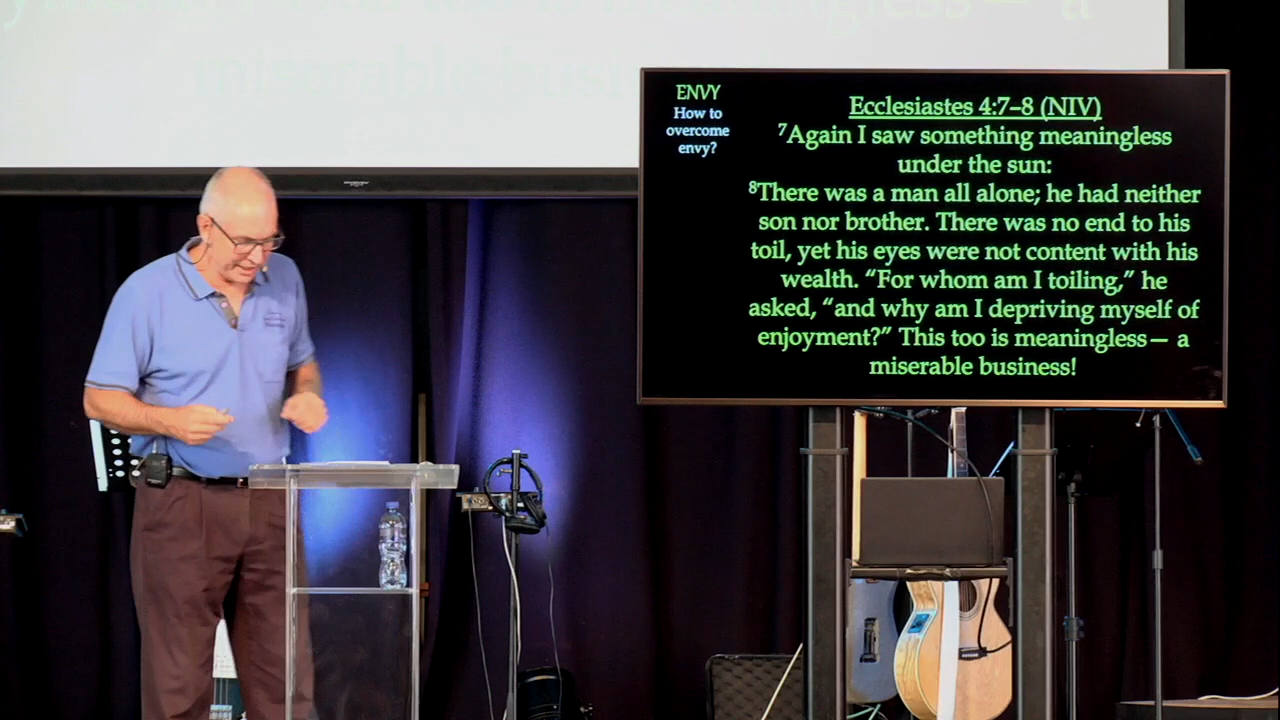 ENVY
How to
overcome
envy?
Ecclesiastes 4:7–8 (NIV)
⁷Again I saw something meaningless
under the sun:
⁸There was a man all alone; he had neither
son nor brother. There was no end to his
toil, yet his eyes were not content with his
wealth. “For whom am I toiling,” he
asked, “and why am I depriving myself of
enjoyment?” This too is meaningless— a
miserable business!